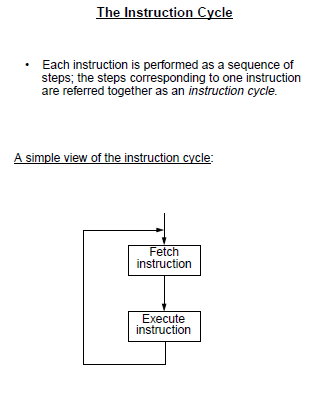 The Instruction Cycle
• Each instruction is performed as a sequence of
steps; the steps corresponding to one instruction
are referred together as an instruction cycle.
A simple view of the instruction cycle:
Fetch
instruction
Execute
instruction